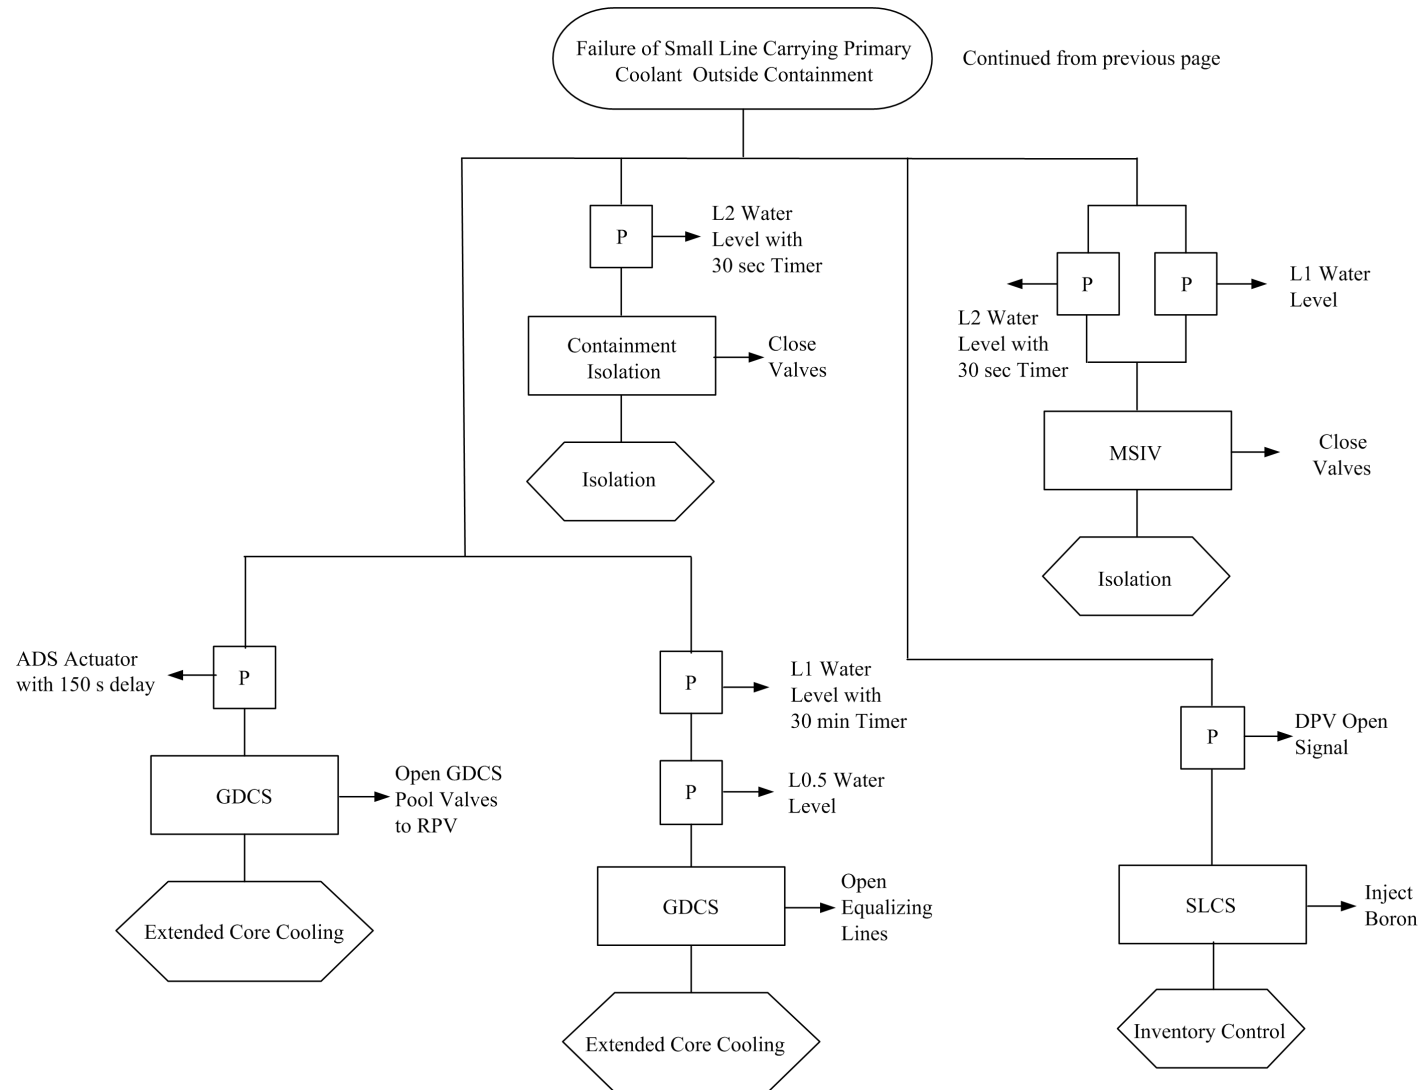 Failure of Small Line Carrying Primary
Coolant Outside Containment
Continued from previous page
P
L2 Water
Level with
30 sec Timer
Containment
Isolation
Close
Valves
Isolation
P
L2 Water
Level with
30 sec Timer
P
L1 Water
Level
MSIV
Close
Valves
Isolation
ADS Actuator
with 150 s delay
P
GDCS
Open GDCS
Pool Valves
to RPV
Extended Core Cooling
P
L1 Water
Level with
30 min Timer
P
L0.5 Water
Level
GDCS
Open
Equalizing
Lines
Extended Core Cooling
P
DPV Open
Signal
SLCS
Inject
Boron
Inventory Control